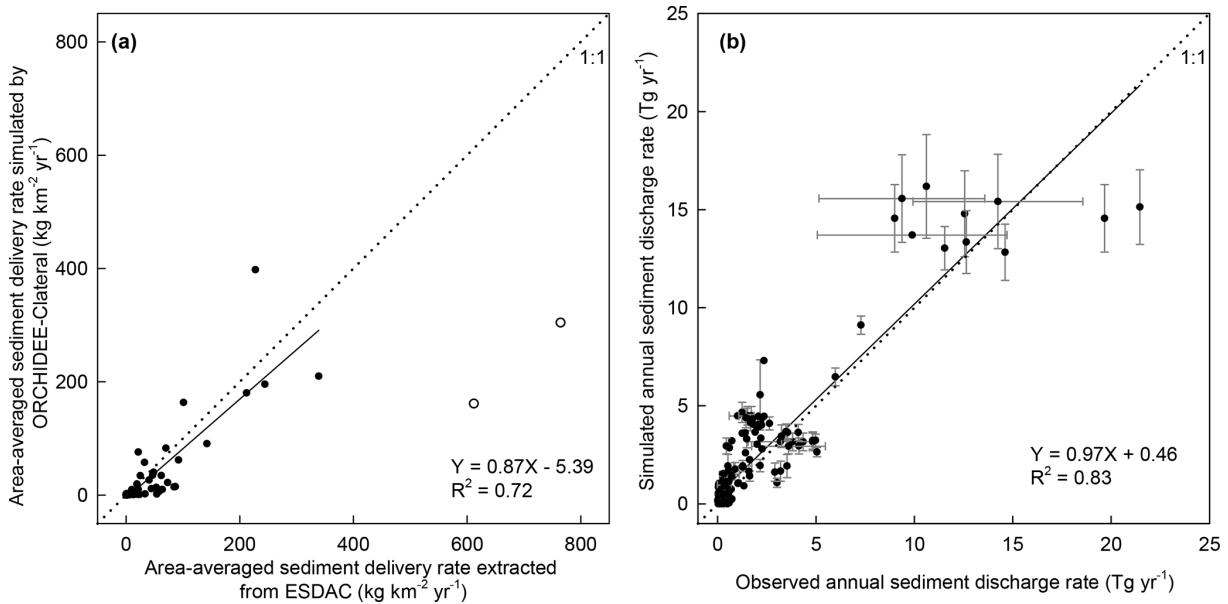 (a)
1:1
800
600
400
200
0
0 200 400 600 800
Y = 0.87X - 5.39
R² = 0.72
Area-averaged sediment delivery rate simulated by
ORCHIDEE-Clateral (kg km⁻² yr⁻¹)
Area-averaged sediment delivery rate extracted
from ESDAC (kg km⁻² yr⁻¹)
(b)
1:1
25
20
15
10
5
0
0 5 10 15 20 25
Y = 0.97X + 0.46
R² = 0.83
Simulated annual sediment discharge rate (Tg yr⁻¹)
Observed annual sediment discharge rate (Tg yr⁻¹)